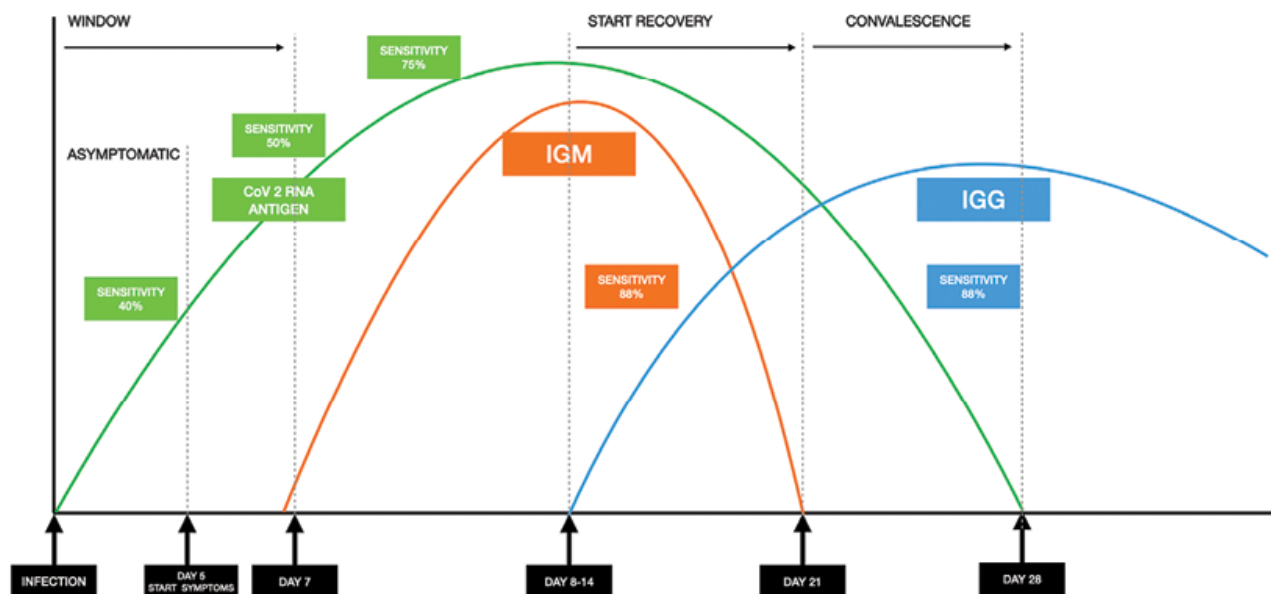 WINDOW
START RECOVERY
CONVALESCENCE
SENSITIVITY
75%
SENSITIVITY
50%
ASYMPTOMATIC
IGM
CoV 2 RNA
ANTIGEN
IGG
SENSITIVITY
40%
SENSITIVITY
88%
SENSITIVITY
88%
INFECTION
DAY 5
START SYMPTOMS
DAY 7
DAY 8-14
DAY 21
DAY 28